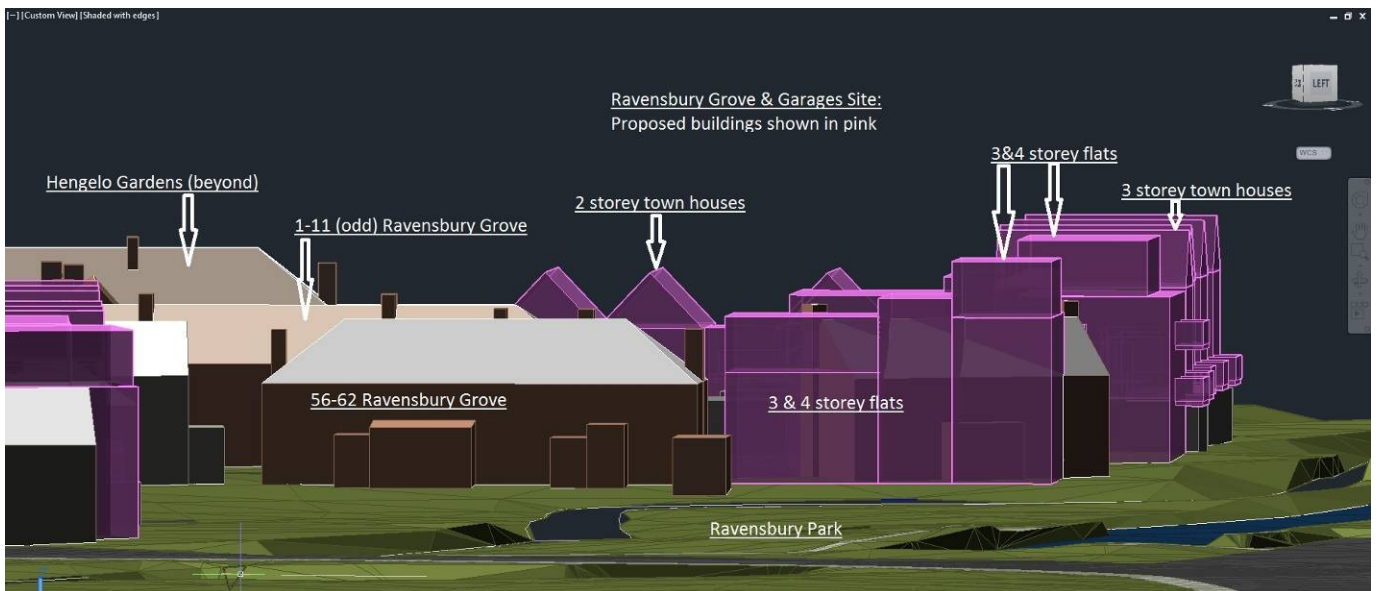 [−][Custom View][Shaded with edges]
LEFT
Ravensbury Grove & Garages Site:
Proposed buildings shown in pink
WCS
3&4 storey flats
Hengelo Gardens (beyond)
3 storey town houses
2 storey town houses
1-11 (odd) Ravensbury Grove
56-62 Ravensbury Grove
3 & 4 storey flats
Ravensbury Park